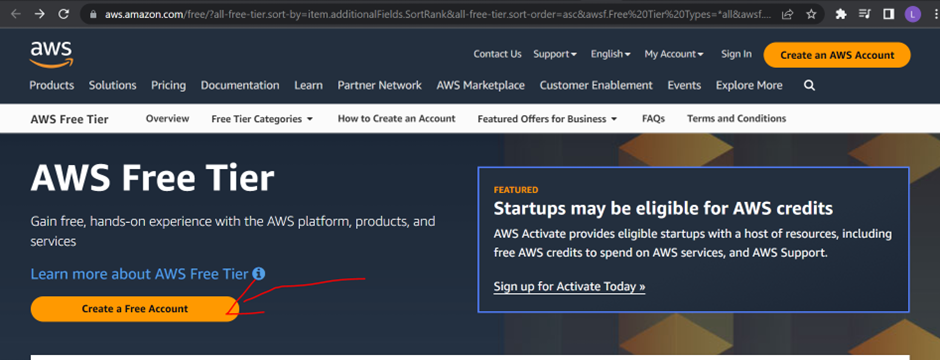 aws.amazon.com/free/?all-free-tier.sort-by=item.additionalFields.SortRank&all-free-tier.sort-order=asc&awsf.Free%20Tier%20Types=*all&awsf....
L
aws
Contact Us Support English My Account Sign In Create an AWS Account
Products Solutions Pricing Documentation Learn Partner Network AWS Marketplace Customer Enablement Events Explore More
AWS Free Tier Overview Free Tier Categories How to Create an Account Featured Offers for Business FAQs Terms and Conditions
AWS Free Tier
Gain free, hands-on experience with the AWS platform, products, and
services
Learn more about AWS Free Tier
Create a Free Account
FEATURED
Startups may be eligible for AWS credits
AWS Activate provides eligible startups with a host of resources, including
free AWS credits to spend on AWS services, and AWS Support.
Sign up for Activate Today »